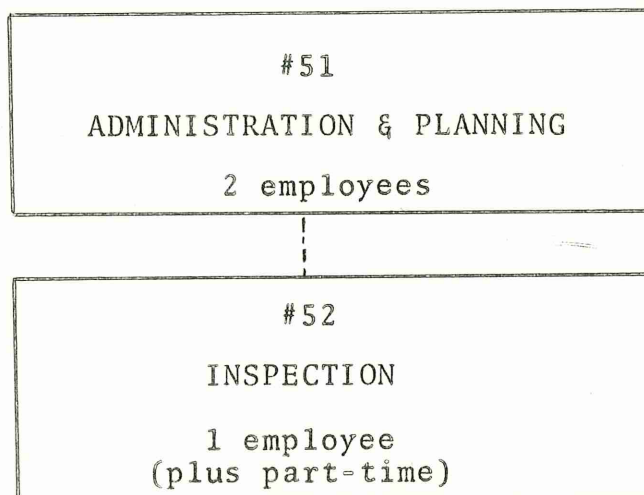 #51
ADMINISTRATION & PLANNING
2 employees
#52
INSPECTION
1 employee
(plus part-time)